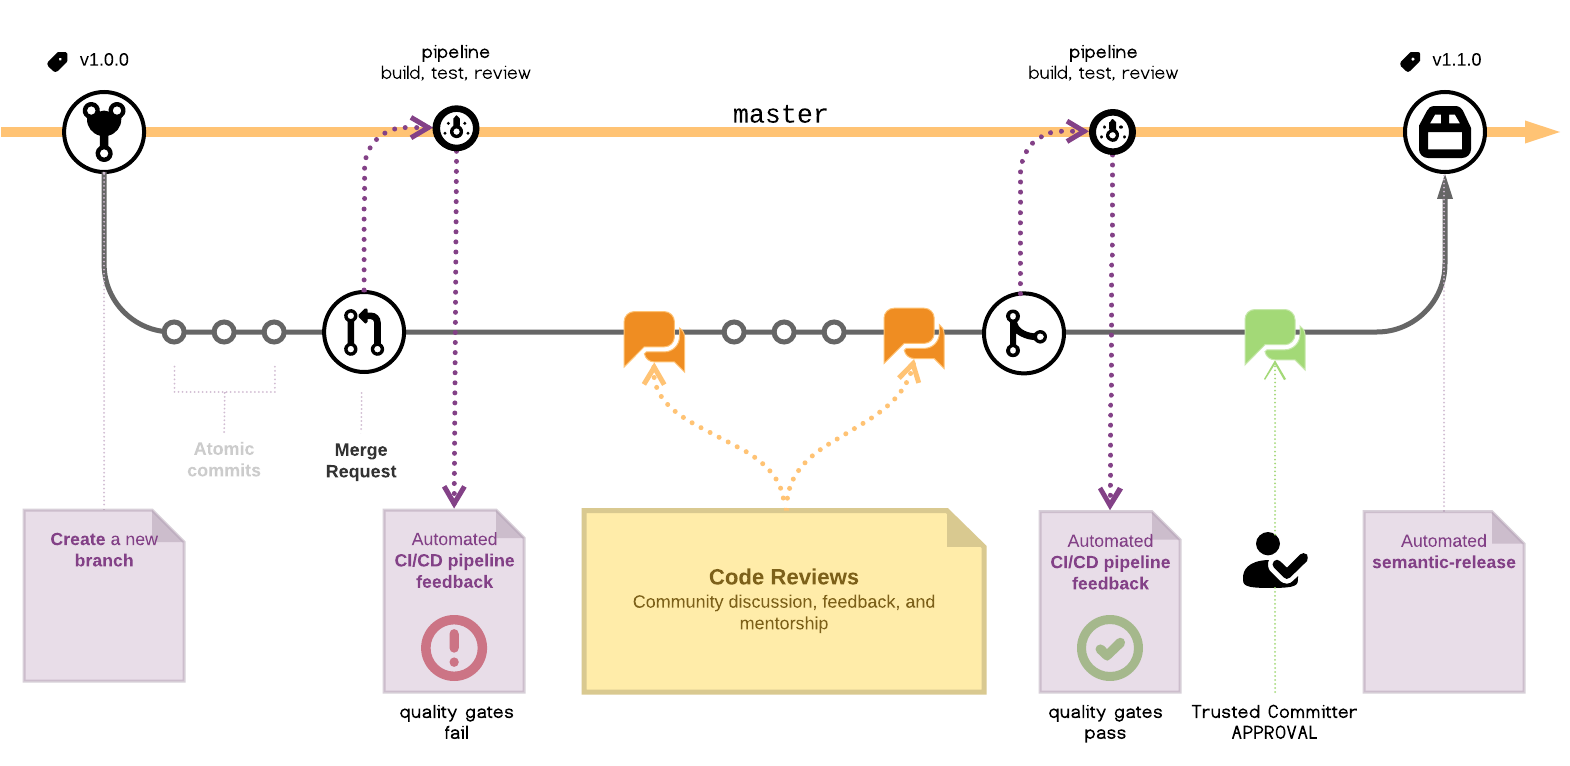 v1.0.0
pipeline
build, test, review
master
pipeline
build, test, review
v1.1.0
Atomic
commits
Merge
Request
Create a new
branch
Automated
CI/CD pipeline
feedback
quality gates
fail
Code Reviews
Community discussion, feedback, and
mentorship
Automated
CI/CD pipeline
feedback
quality gates
pass
Trusted Committer
APPROVAL
Automated
semantic-release